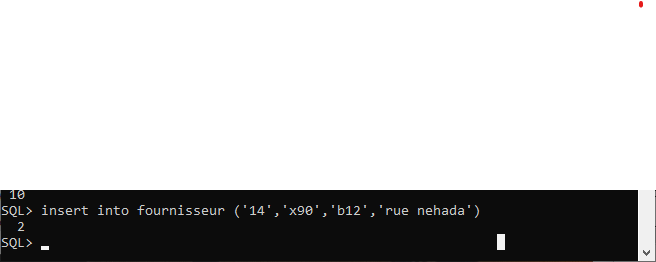 10
SQL> insert into fournisseur ('14','x90','b12','rue nehada')
2
SQL>